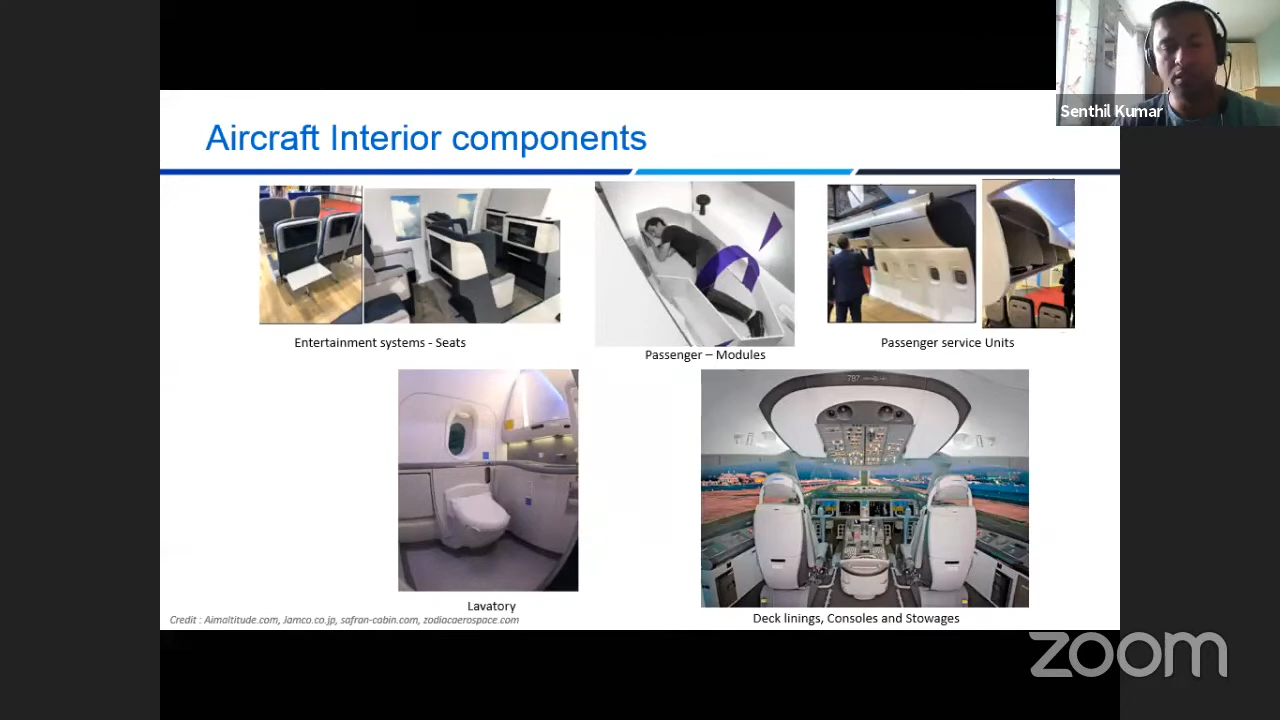 Senthil Kumar
Aircraft Interior components
Entertainment systems - Seats
Passenger – Modules
Passenger service Units
787
Lavatory
Deck linings, Consoles and Stowages
Credit : Aimaltitude.com, Jamco.co.jp, safran-cabin.com, zodiacaerospace.com
zoom